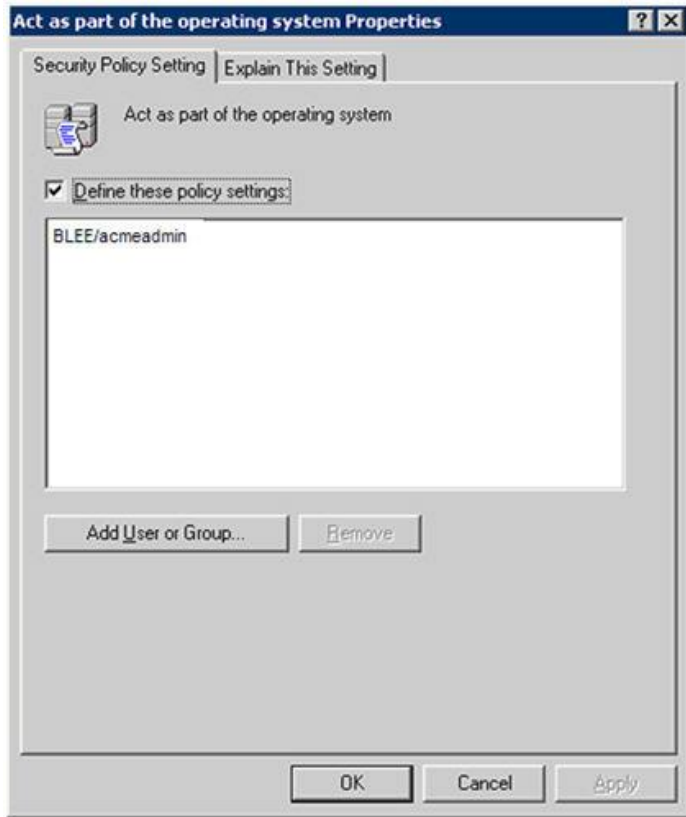 Act as part of the operating system Properties
Security Policy Setting
Explain This Setting
Act as part of the operating system
Define these policy settings:
BLEE/acmeadmin
Add User or Group...
Remove
OK
Cancel
Apply